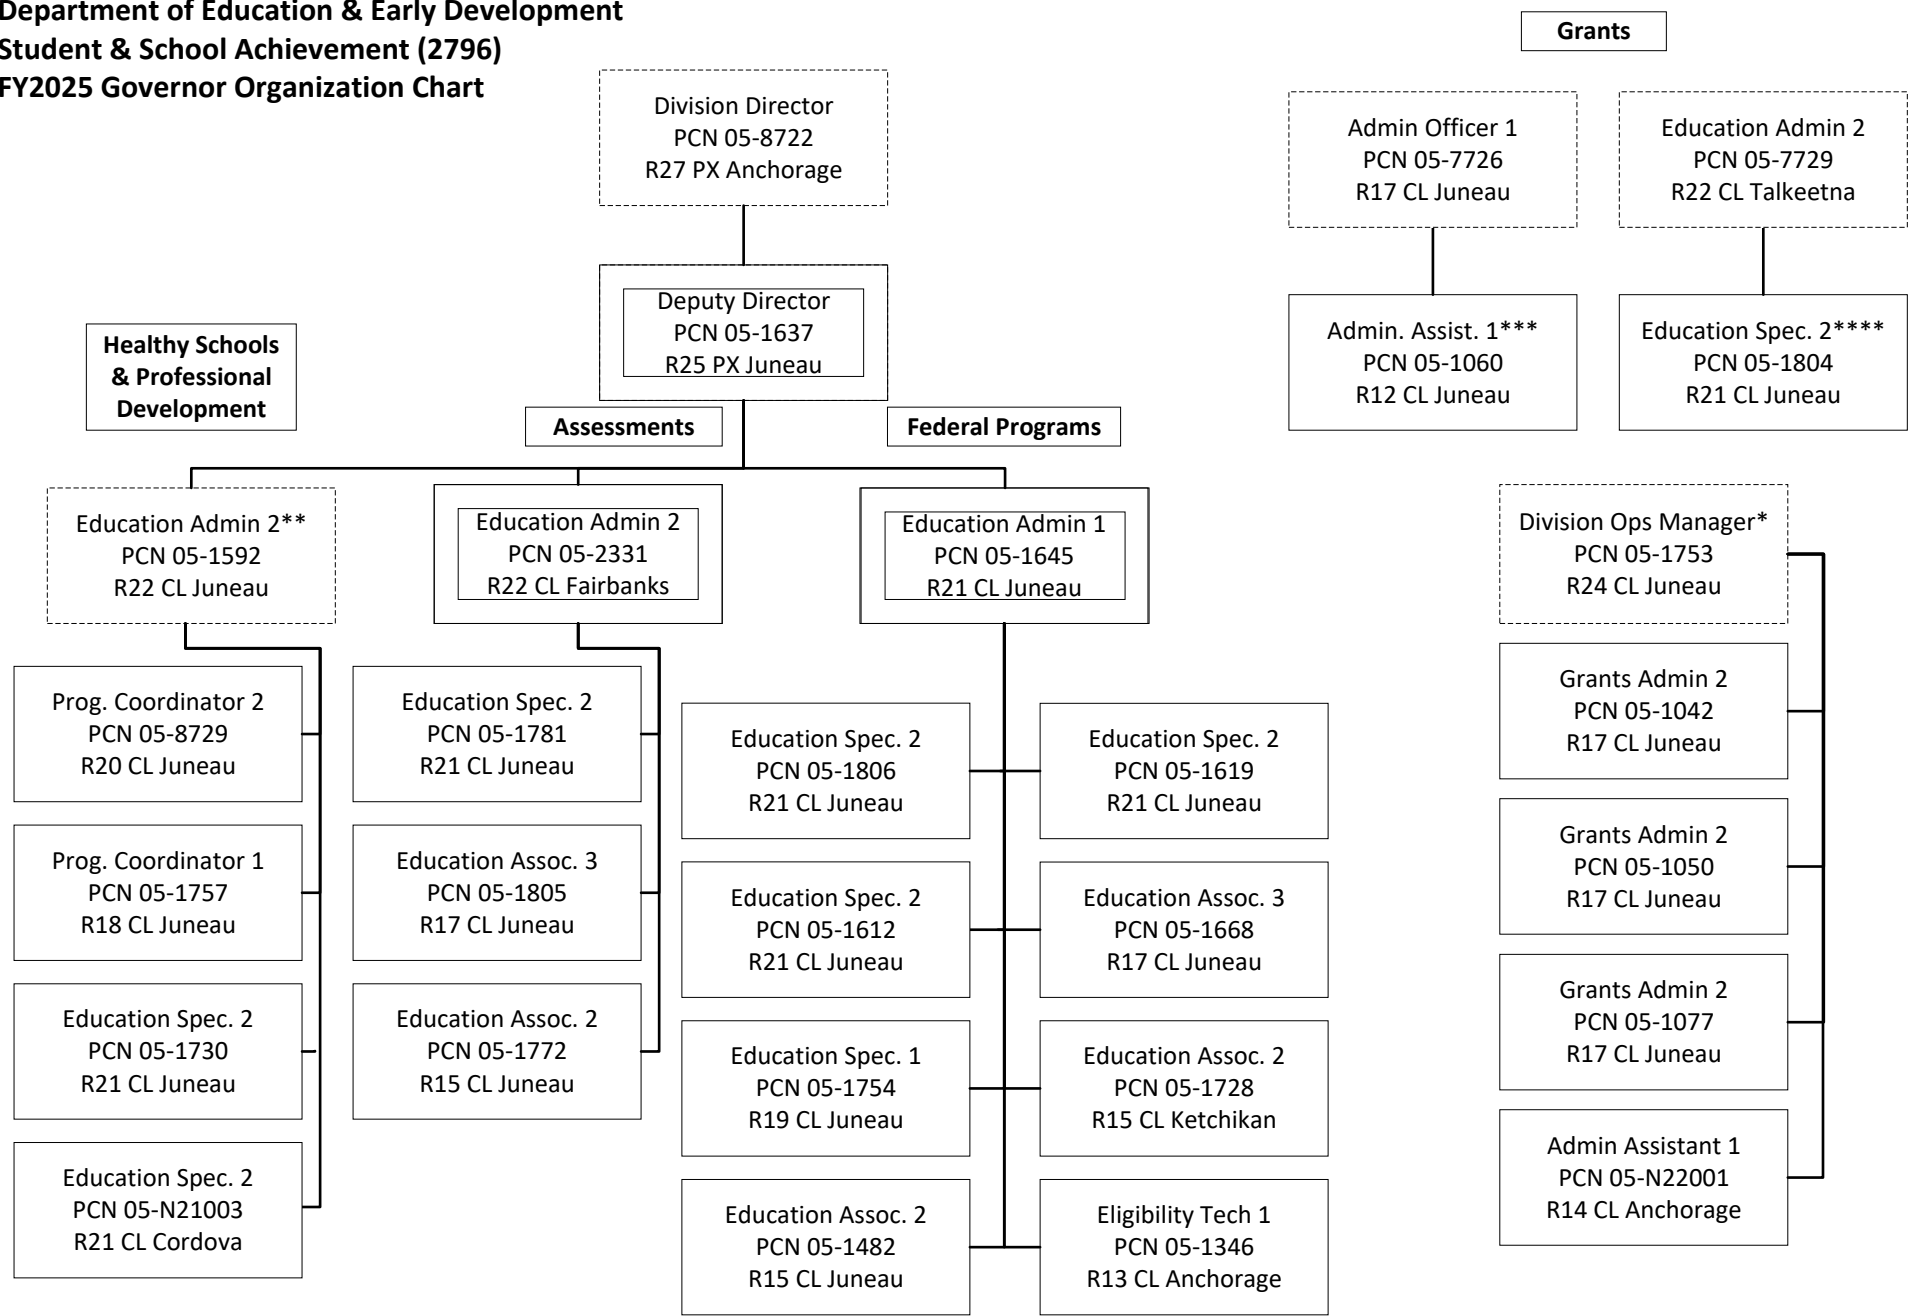 Department of Education & Early Development
Student & School Achievement (2796)
FY2025 Governor Organization Chart
Grants
Division Director
PCN 05-8722
R27 PX Anchorage
Admin Officer 1
PCN 05-7726
R17 CL Juneau
Education Admin 2
PCN 05-7729
R22 CL Talkeetna
Deputy Director
PCN 05-1637
R25 PX Juneau
Admin. Assist. 1***
PCN 05-1060
R12 CL Juneau
Education Spec. 2****
PCN 05-1804
R21 CL Juneau
Healthy Schools
& Professional
Development
Assessments
Federal Programs
Education Admin 2**
PCN 05-1592
R22 CL Juneau
Education Admin 2
PCN 05-2331
R22 CL Fairbanks
Education Admin 1
PCN 05-1645
R21 CL Juneau
Division Ops Manager*
PCN 05-1753
R24 CL Juneau
Prog. Coordinator 2
PCN 05-8729
R20 CL Juneau
Prog. Coordinator 1
PCN 05-1757
R18 CL Juneau
Education Spec. 2
PCN 05-1730
R21 CL Juneau
Education Spec. 2
PCN 05-N21003
R21 CL Cordova
Education Spec. 2
PCN 05-1781
R21 CL Juneau
Education Assoc. 3
PCN 05-1805
R17 CL Juneau
Education Assoc. 2
PCN 05-1772
R15 CL Juneau
Education Spec. 2
PCN 05-1806
R21 CL Juneau
Education Spec. 2
PCN 05-1619
R21 CL Juneau
Education Spec. 2
PCN 05-1612
R21 CL Juneau
Education Assoc. 3
PCN 05-1668
R17 CL Juneau
Education Spec. 1
PCN 05-1754
R19 CL Juneau
Education Assoc. 2
PCN 05-1728
R15 CL Ketchikan
Education Assoc. 2
PCN 05-1482
R15 CL Juneau
Eligibility Tech 1
PCN 05-1346
R13 CL Anchorage
Grants Admin 2
PCN 05-1042
R17 CL Juneau
Grants Admin 2
PCN 05-1050
R17 CL Juneau
Grants Admin 2
PCN 05-1077
R17 CL Juneau
Admin Assistant 1
PCN 05-N22001
R14 CL Anchorage